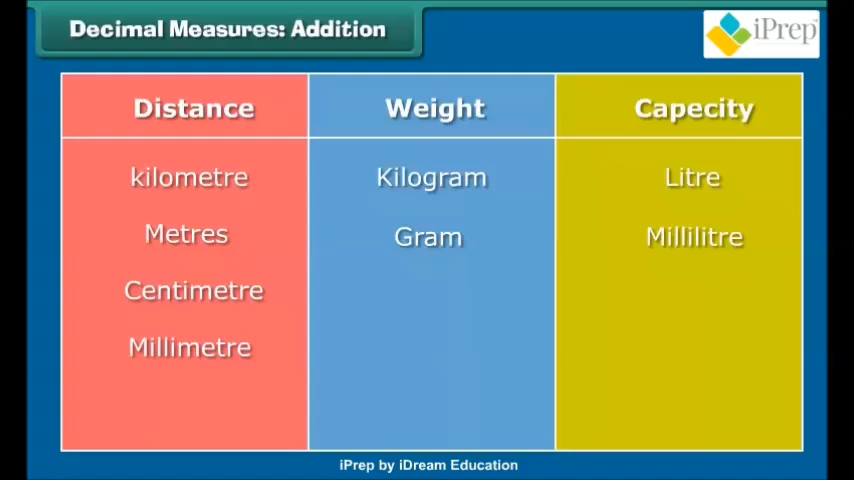 Decimal Measures: Addition
iPrep
Distance Weight Capecity
kilometre Kilogram Litre
Metres Gram Millilitre
Centimetre
Millimetre
iPrep by iDream Education